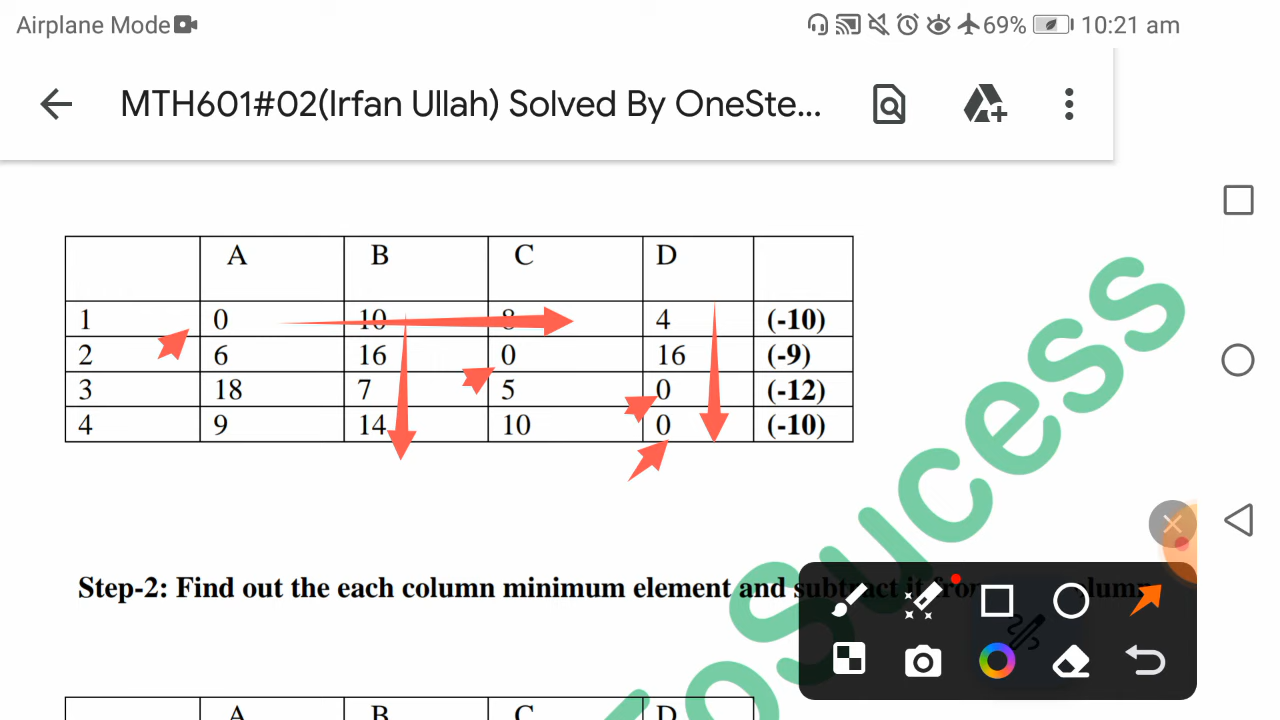 Airplane Mode 69% 10:21 am
MTH601#02(Irfan Ullah) Solved By OneSte...
A B C D
1 0 10 8 4 (-10)
2 6 16 0 16 (-9)
3 18 7 5 0 (-12)
4 9 14 10 0 (-10)
Step-2: Find out the each column minimum element and subtract it from
A B C D
Sucess